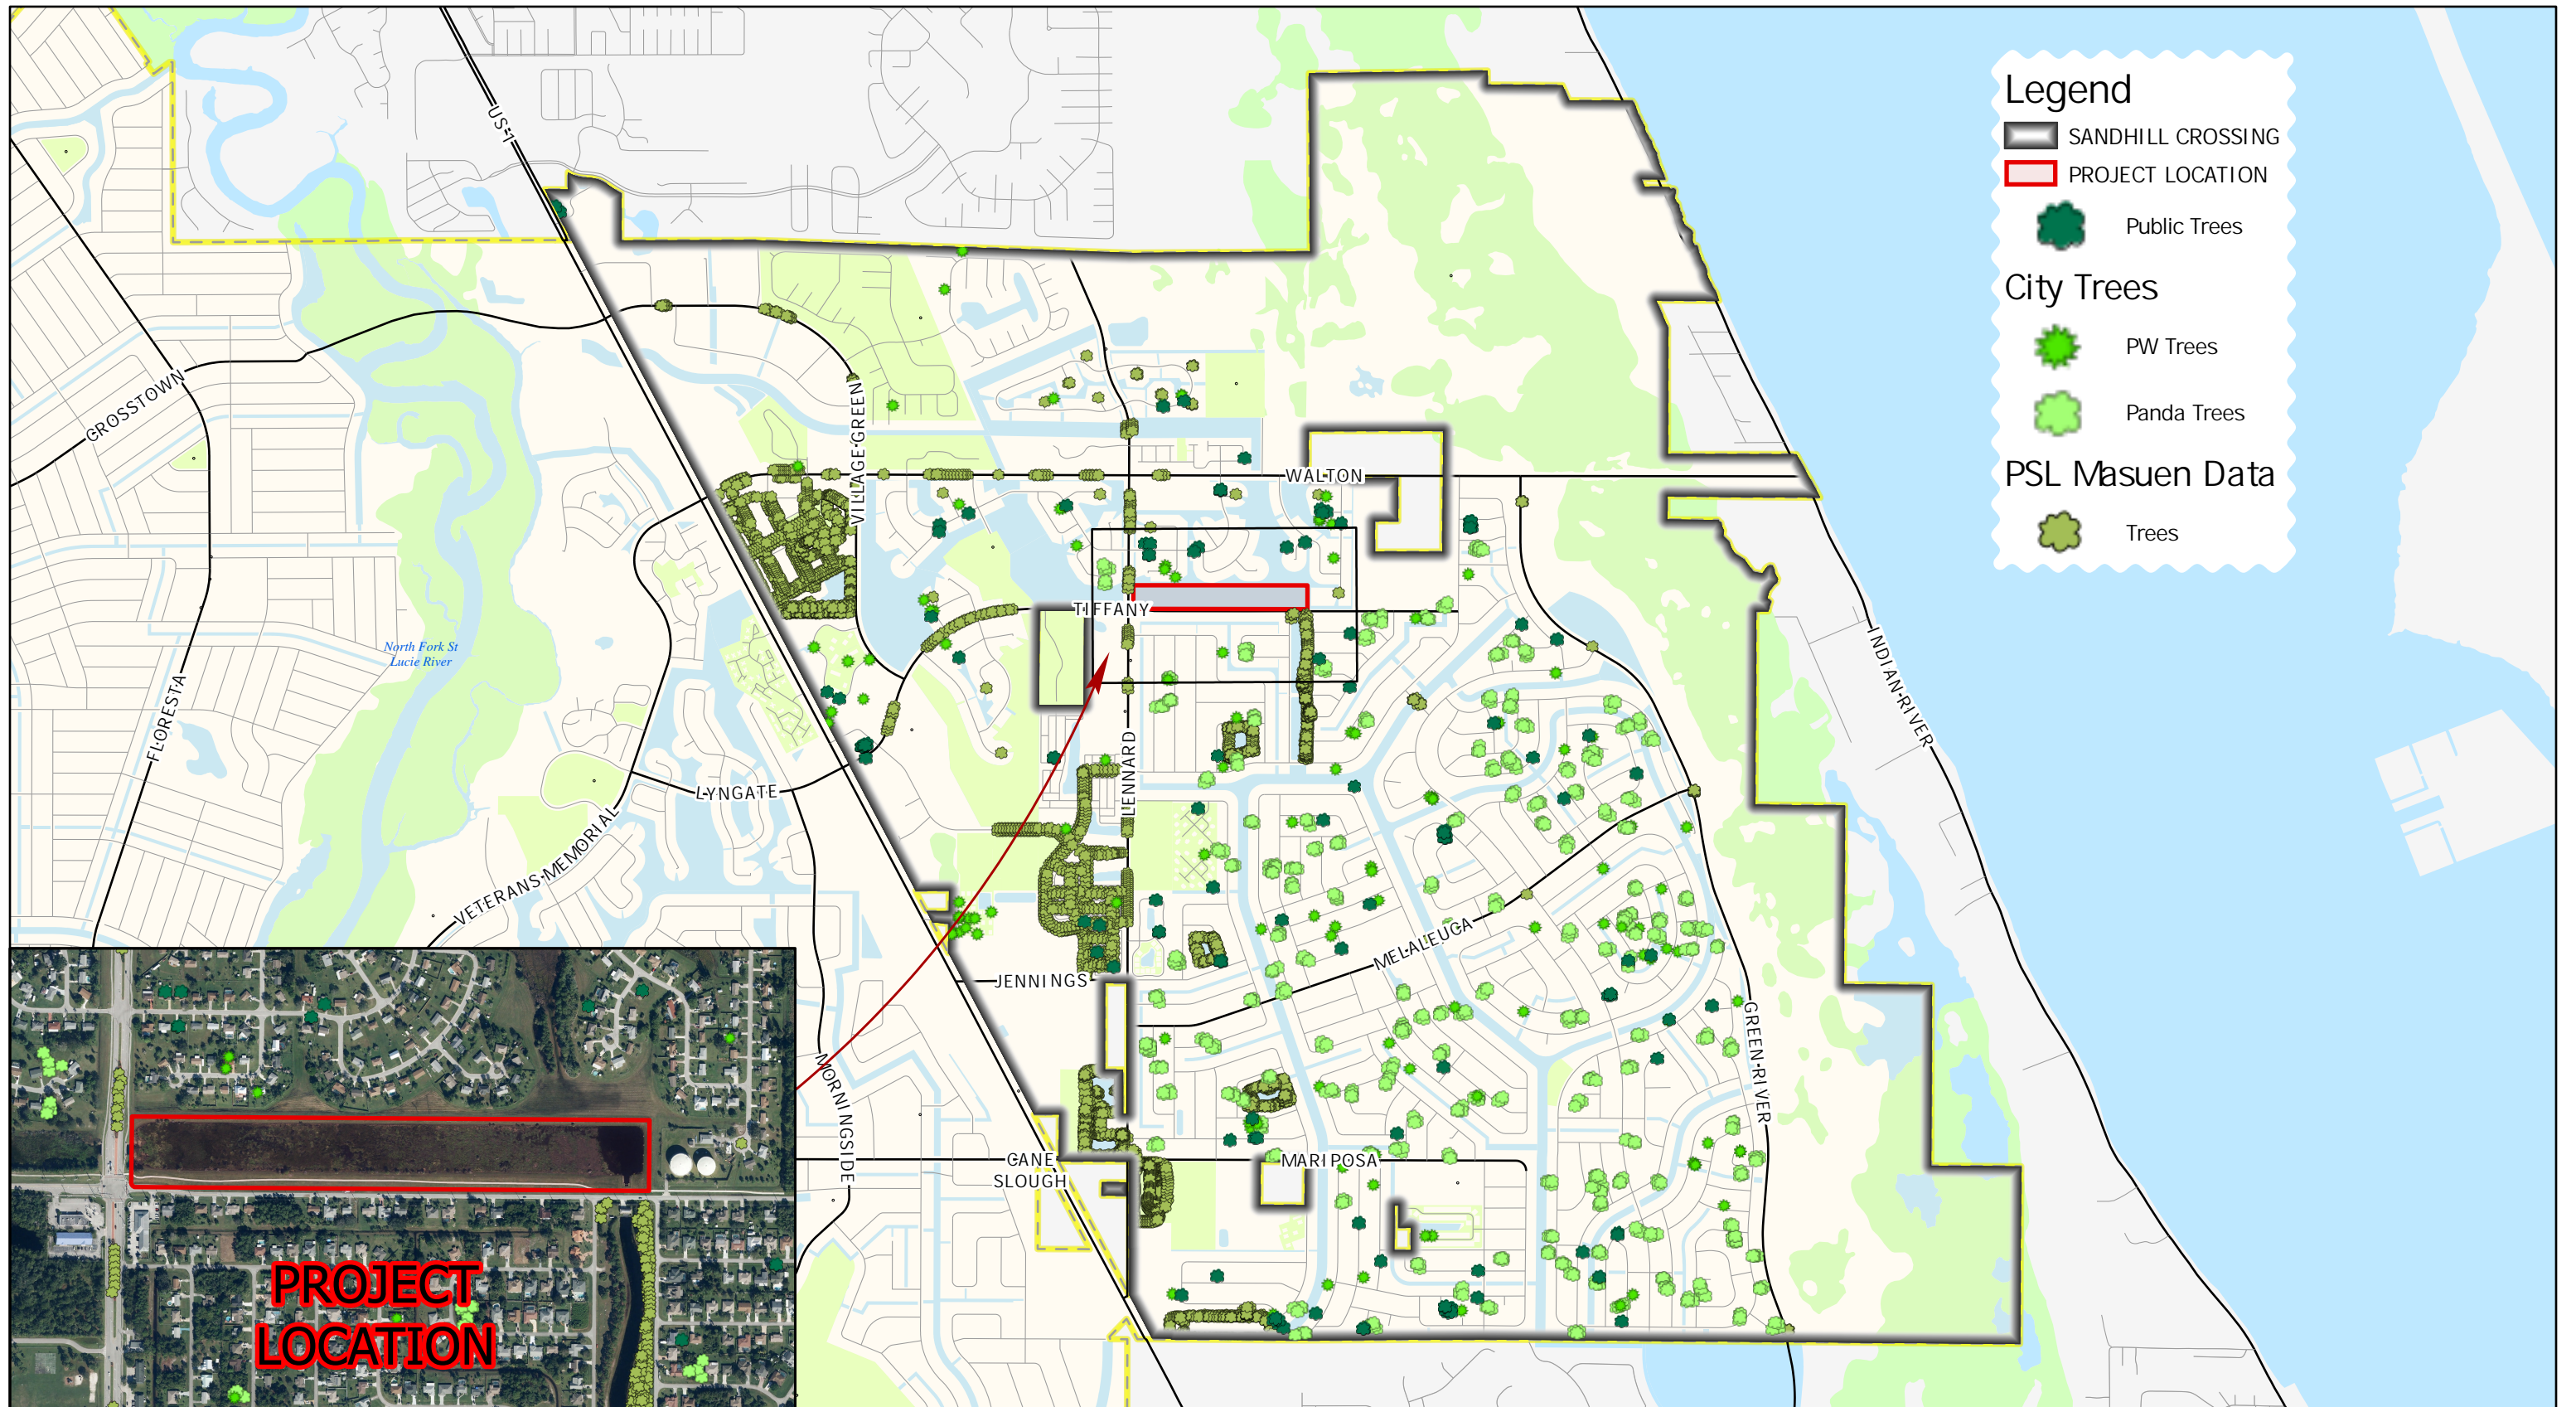 Legend
SANDHILL CROSSING
PROJECT LOCATION
Public Trees
City Trees
PW Trees
Panda Trees
PSL Masuen Data
Trees
US-1
CROSSTOWN
VILLAGE-GREEN
WALTON
TIFFANY
North Fork St
Lucie River
FLORESTA
LENNARD
INDIAN-RIVER
LYNGATE
VETERANS-MEMORIAL
MELALEUCA
JENNINGS
GREEN-RIVER
MORNINGSIDE
CANE
SLOUGH
MARIPOSA
PROJECT
LOCATION